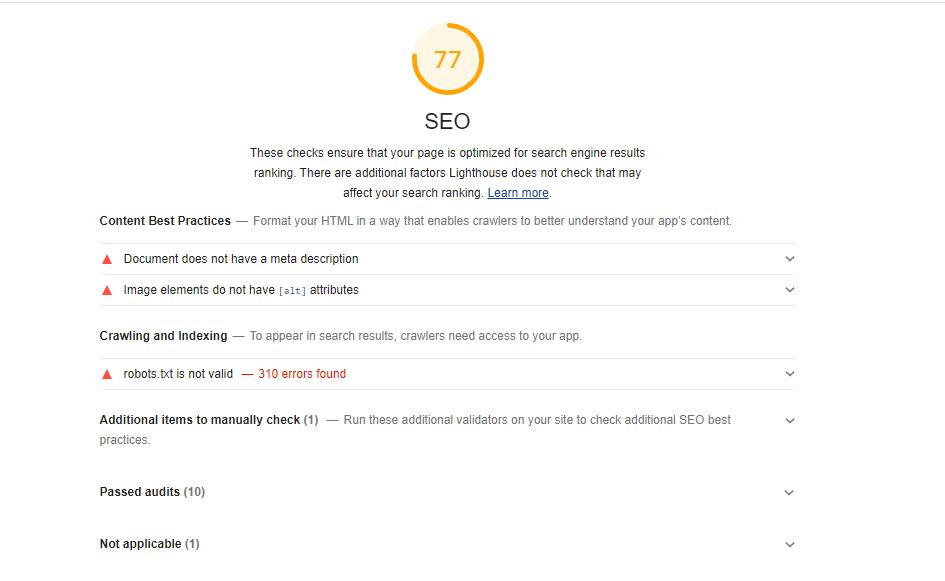 77
SEO
These checks ensure that your page is optimized for search engine results
ranking. There are additional factors Lighthouse does not check that may
affect your search ranking. Learn more.
Content Best Practices — Format your HTML in a way that enables crawlers to better understand your app's content.
Document does not have a meta description
Image elements do not have [alt] attributes
Crawling and Indexing — To appear in search results, crawlers need access to your app.
robots.txt is not valid — 310 errors found
Additional items to manually check (1) — Run these additional validators on your site to check additional SEO best
practices.
Passed audits (10)
Not applicable (1)